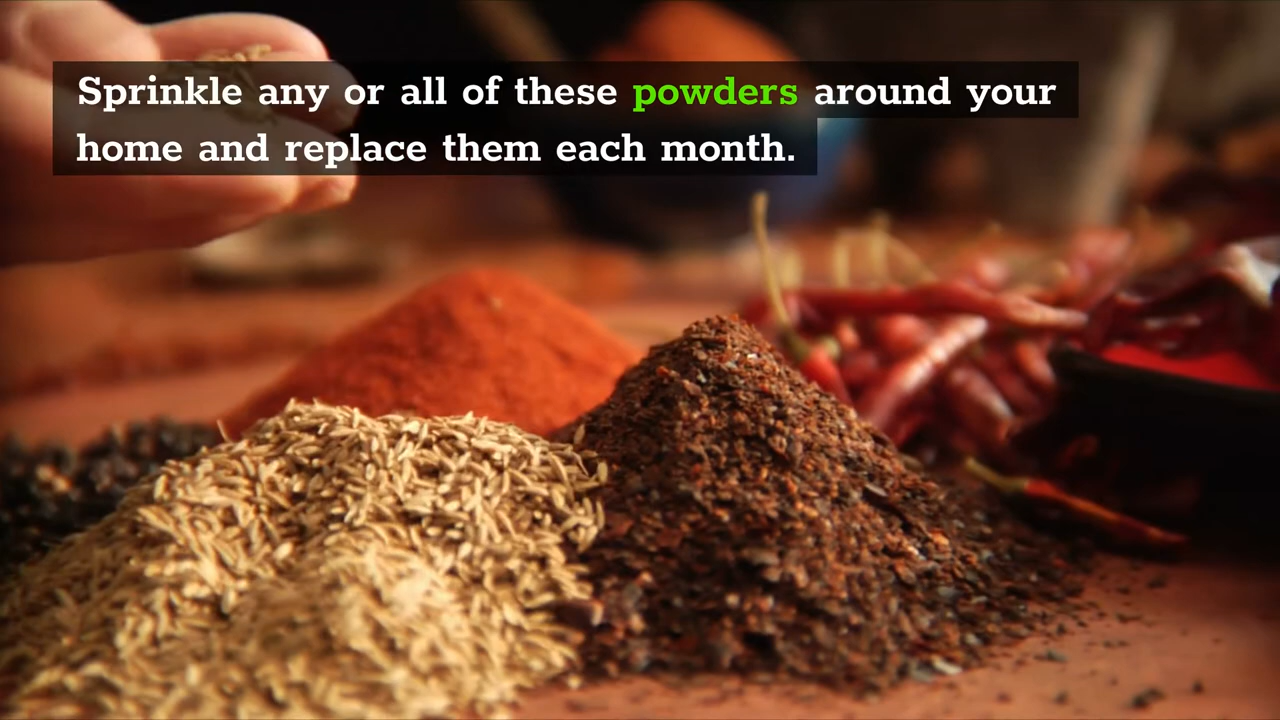 Sprinkle any or all of these powders around your
home and replace them each month.